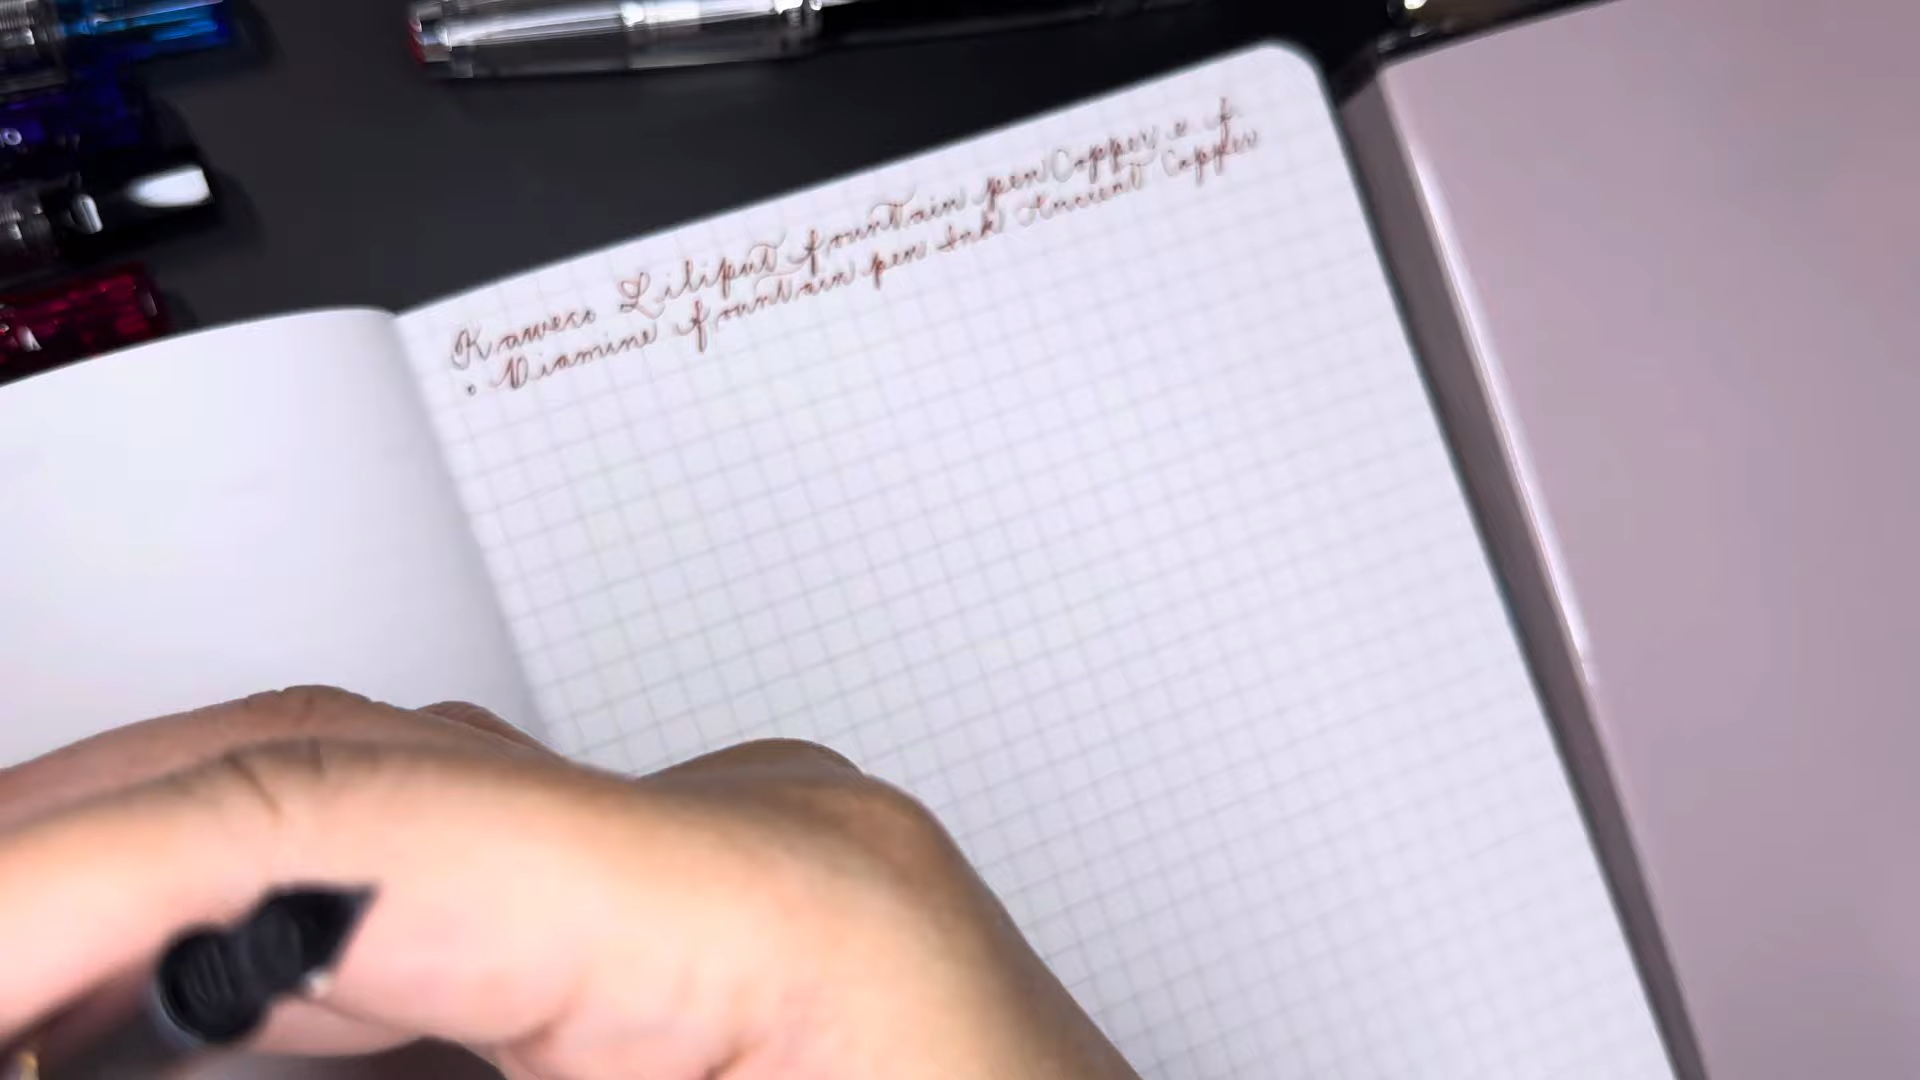 Kaweco Liliput fountain pen Copper e.f.
• Diamine fountain pen Ink Ancient Copper